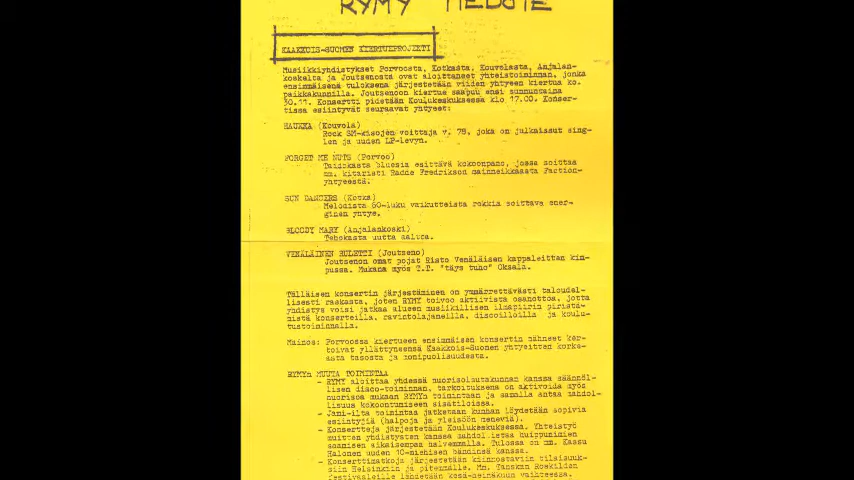 RYMY TIEDOTE
KAAKKOIS-SUOMEN KIERTUEPROJEKTI
Musiikkiyhdistykset Porvoosta, Kotkasta, Kouvolasta, Anjalan-
koskelta ja Joutsenosta ovat aloittaneet yhteistoiminnan, jonka
ensimmäisenä tuloksena järjestetään viiden yhtyeen kiertue ko.
paikkakunnilla. Joutsenoon kiertue saapuu ensi sunnuntaina
30.11. Konsertti pidetään Koulukeskuksessa klo 17.00. Konser-
tissa esiintyvät seuraavat yhtyeet:
HAUKKA (Kouvola)
Rock SM-kisojen voittaja v. 79, joka on julkaissut sing-
len ja uuden LP-levyn.
FORGET ME NUTS (Porvoo)
Taidokasta bluesia esittävä kokoonpano, jossa soittaa
mm. kitaristi Radde Fredrikson mainneikkaasta Faction-
yhtyeestä.
SUN DANCERS (Kotka)
Melodista 60-luku vaikutteista rokkia soittava ener-
ginen yhtye.
BLOODY MARY (Anjalankoski)
Tehokasta uutta aaltoa.
VENÄLÄINEN RULETTI (Joutseno)
Joutsenon omat pojat Risto Venäläisen kappaleitten kim-
pussa. Mukana myös T.T. "täys tuho" Oksala.
Tälläisen konsertin järjestäminen on ymmärrettävästi taloudel-
lisesti raskasta, joten RYMY toivoo aktiivista osanottoa, jotta
yhdistys voisi jatkaa alueen musiikillisen ilmapiirin piristä-
mistä konserteilla, ravintolajameilla, discoilloilla ja koulu-
tustoiminnalla.
Mainos: Porvoossa kiertueen ensimmäisen konsertin nähneet ker-
toivat yllättyneensä Kaakkois-Suomen yhtyeitten korke-
asta tasosta ja monipuolisuudesta.
RYMYn MUUTA TOIMINTAA
- RYMY aloittaa yhdessä nuorisolautakunnan kanssa säännöl-
lisen disco-toiminnan, tarkoituksena on aktivoida myös
nuorisoa mukaan RYMYn toimintaan ja samalla antaa mahdol-
lisuus kokoontumiseen sisätiloissa.
- Jami-ilta toimintaa jatketaan kunhan löydetään sopivia
esiintyjiä (halpoja ja yleisöön meneviä).
- Konsertteja järjestetään Koulukeskuksessa. Yhteistyö
muitten yhdistysten kanssa mahdollistaa huippunimien
saamisen aikaisempaa halvemmalla. Tulossa on mm. Kassu
Halonen uuden 10-miehisen bändinsä kanssa.
- Konserttimatkoja järjestetään kiinnostaviin tilaisuuk-
siin Helsinkiin ja pitemmälle. Mm. Tanskan Roskilden
festivaaleille lähdetään kesä-heinäkuun vaihteessa.